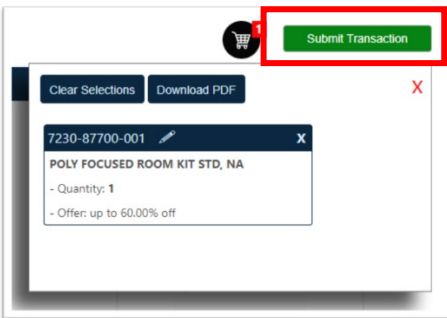 1
Submit Transaction
Clear Selections Download PDF X
7230-87700-001 X
POLY FOCUSED ROOM KIT STD, NA
- Quantity: 1
- Offer: up to 60.00% off